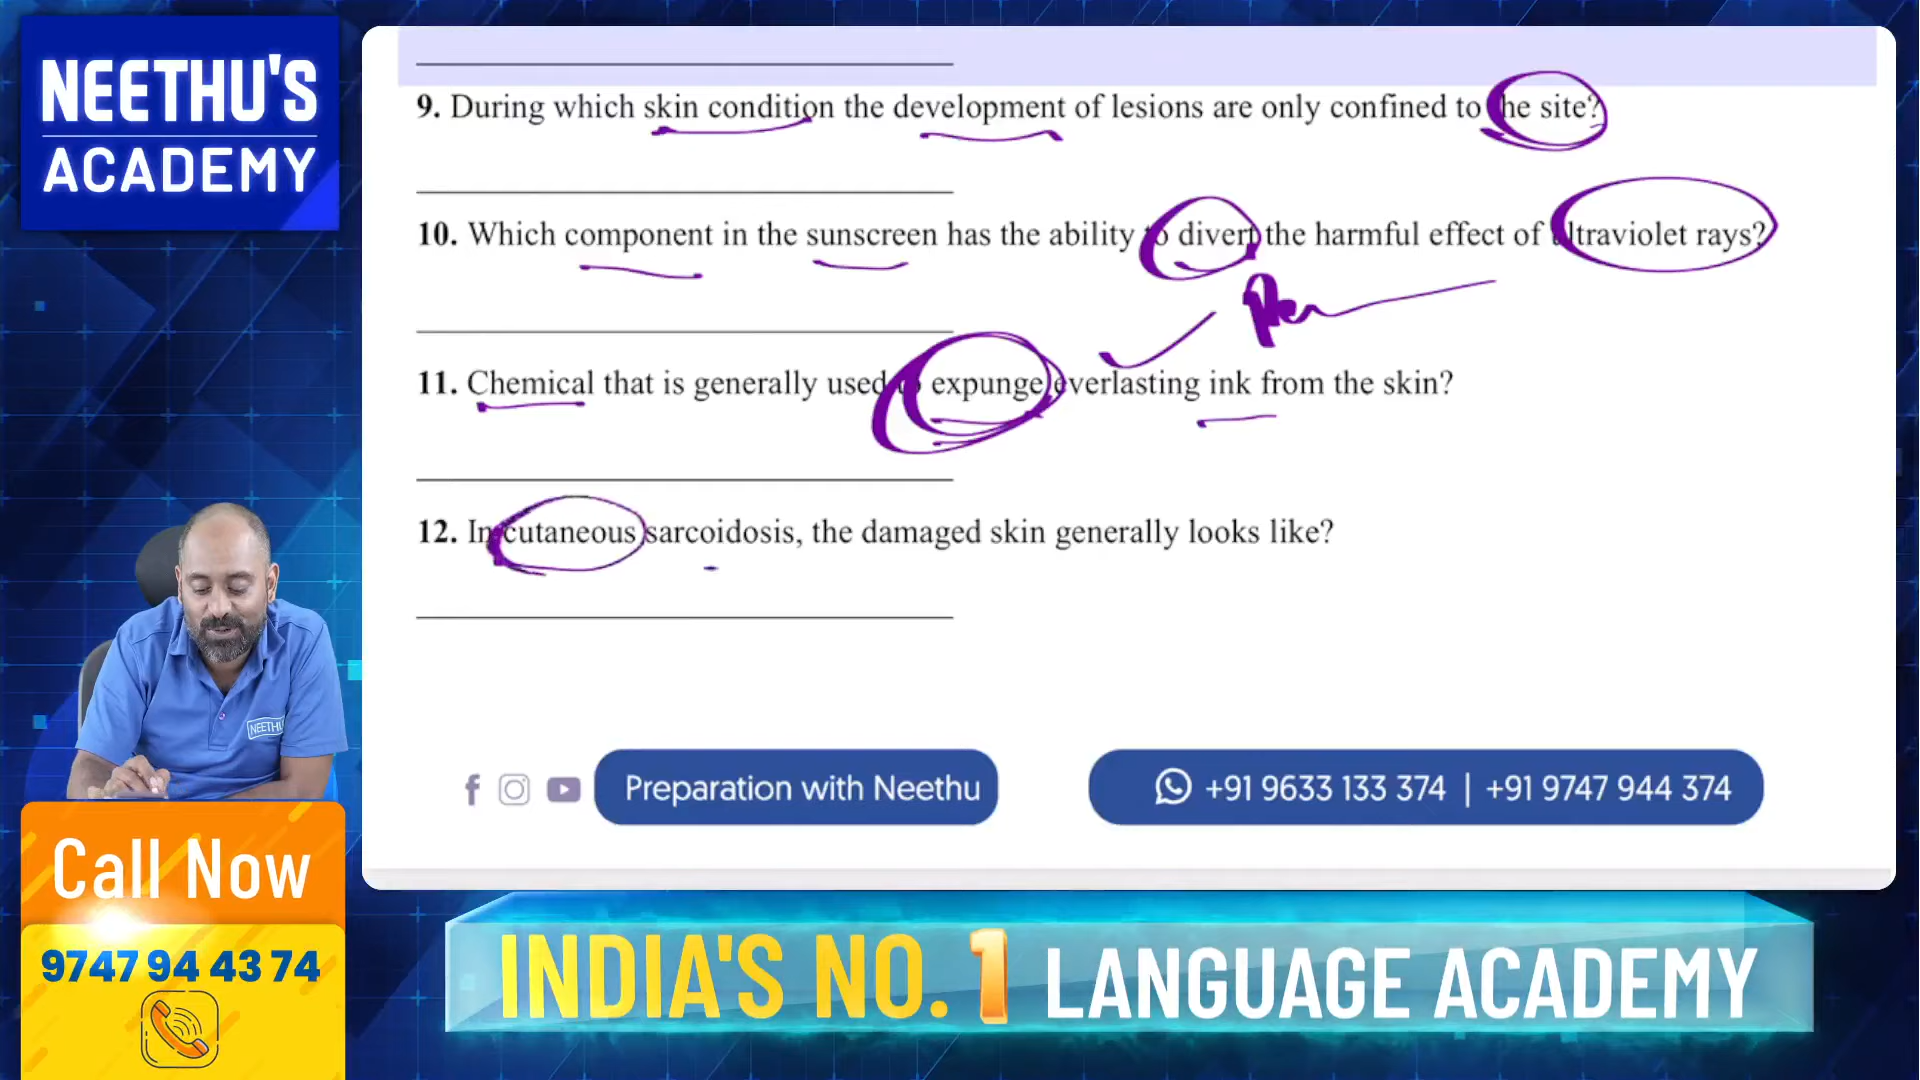 NEETHU'S
ACADEMY
9. During which skin condition the development of lesions are only confined to the site?
10. Which component in the sunscreen has the ability to divert the harmful effect of ultraviolet rays?
11. Chemical that is generally used to expunge everlasting ink from the skin?
12. In cutaneous sarcoidosis, the damaged skin generally looks like?
NEETHU
Preparation with Neethu
+91 9633 133 374 | +91 9747 944 374
Call Now
9747 94 43 74
INDIA'S NO. 1 LANGUAGE ACADEMY